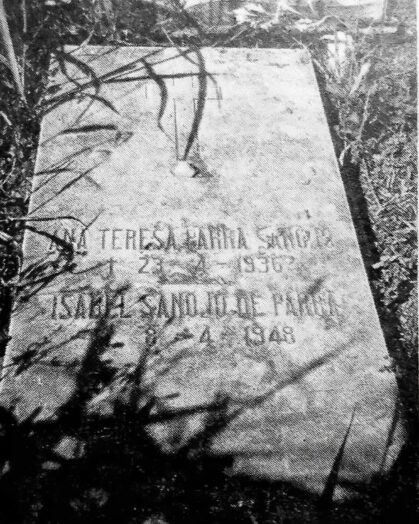 ANA TERESA PARRA SANOJO
† 23 - 4 - 1936
ISABEL SANOJO DE PARRA
8 - 4 - 1948